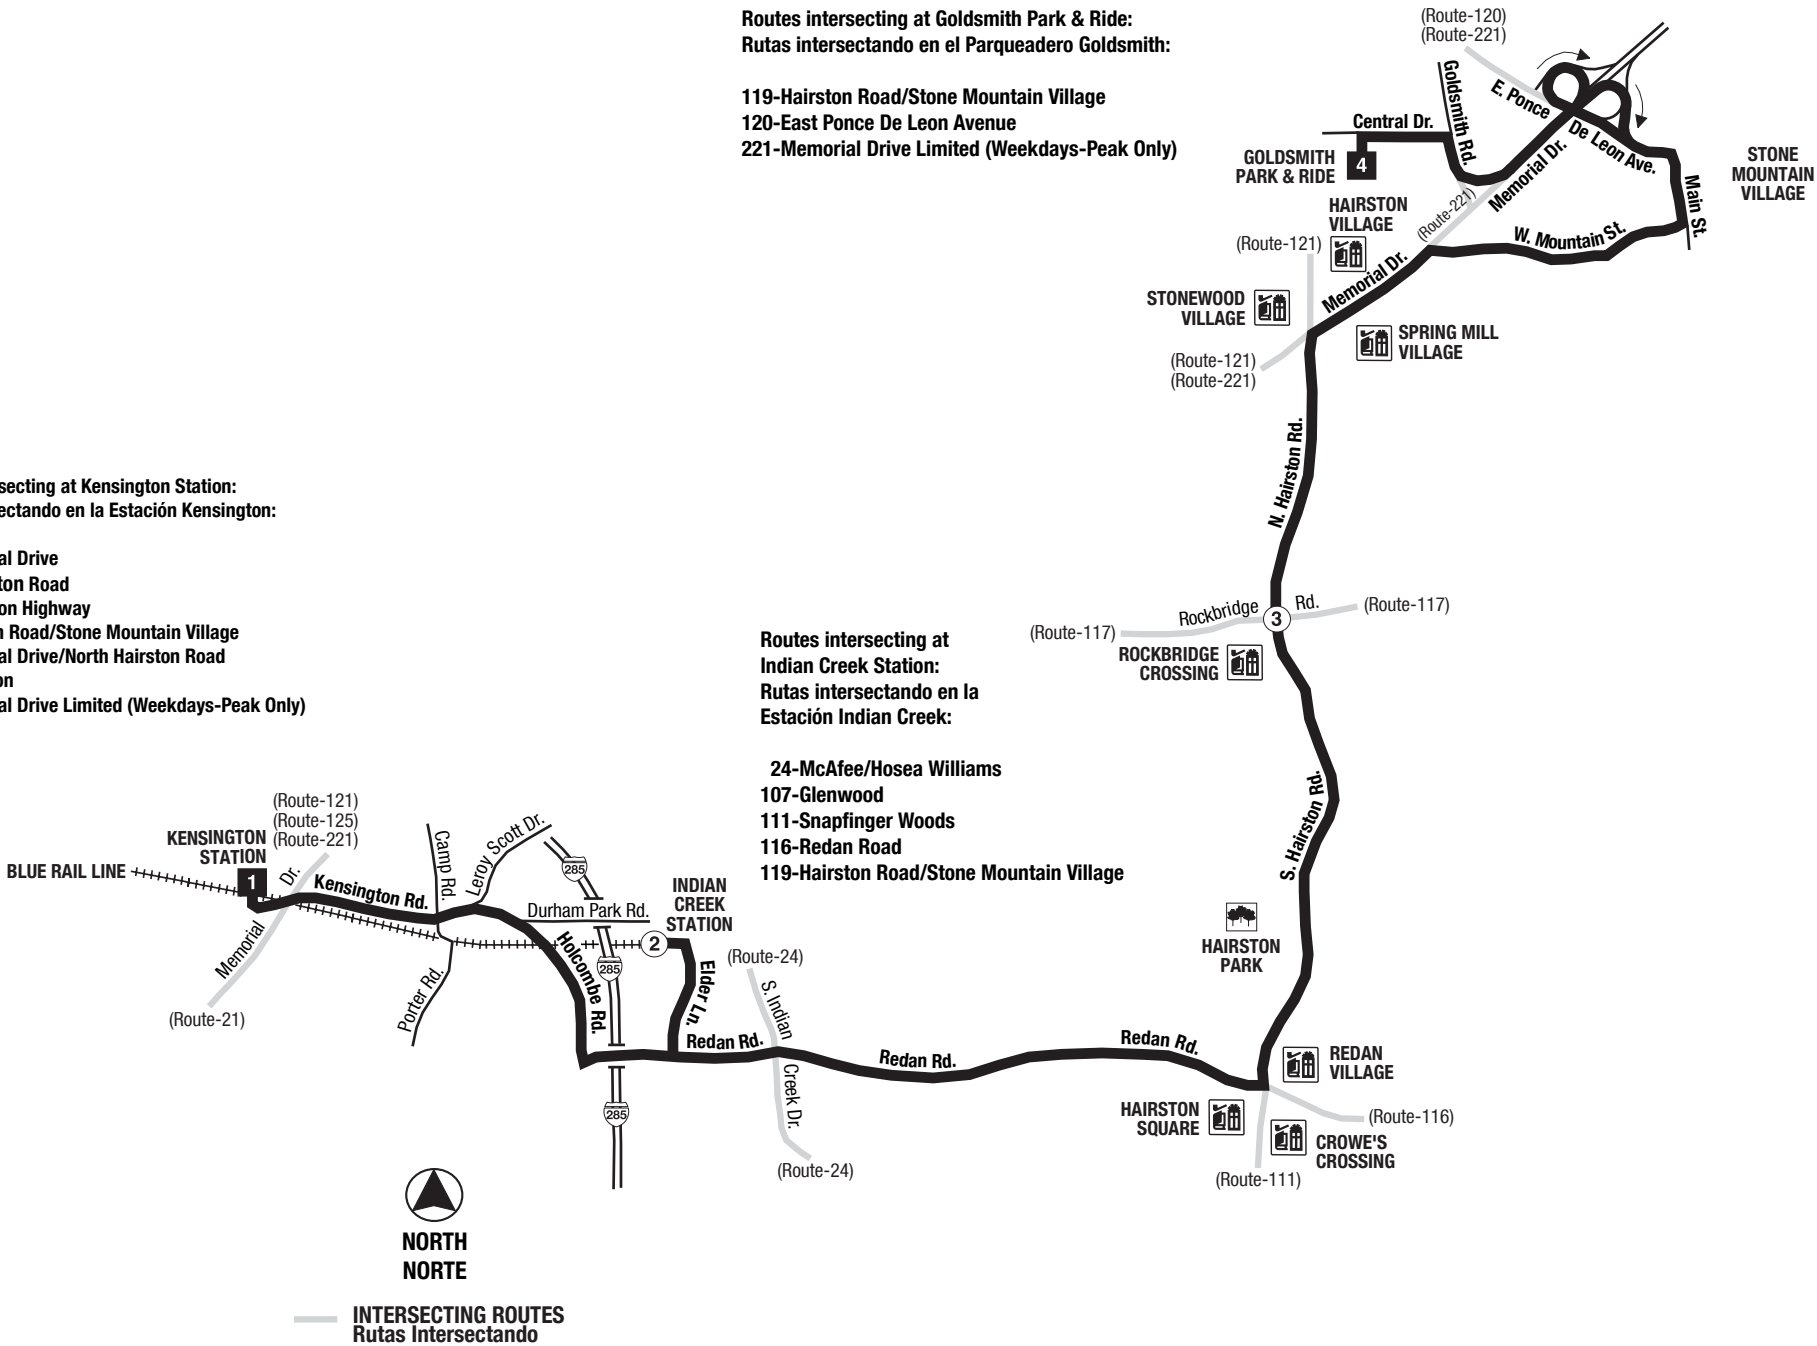 Routes intersecting at Goldsmith Park & Ride:
Rutas intersectando en el Parqueadero Goldsmith:
119-Hairston Road/Stone Mountain Village
120-East Ponce De Leon Avenue
221-Memorial Drive Limited (Weekdays-Peak Only)
(Route-120)
(Route-221)
E. Ponce
De Leon Ave.
Goldsmith Rd.
Central Dr.
GOLDSMITH
PARK & RIDE
4
Memorial Dr.
STONE
MOUNTAIN
VILLAGE
Main St.
HAIRSTON
VILLAGE
(Route-221)
W. Mountain St.
(Route-121)
Memorial Dr.
STONEWOOD
VILLAGE
SPRING MILL
VILLAGE
(Route-121)
(Route-221)
N. Hairston Rd.
secting at Kensington Station:
ectando en la Estación Kensington:
al Drive
ton Road
on Highway
n Road/Stone Mountain Village
al Drive/North Hairston Road
on
al Drive Limited (Weekdays-Peak Only)
Rockbridge
Rd.
3
(Route-117)
(Route-117)
ROCKBRIDGE
CROSSING
Routes intersecting at
Indian Creek Station:
Rutas intersectando en la
Estación Indian Creek:
24-McAfee/Hosea Williams
107-Glenwood
111-Snapfinger Woods
116-Redan Road
119-Hairston Road/Stone Mountain Village
S. Hairston Rd.
(Route-121)
(Route-125)
(Route-221)
KENSINGTON
STATION
BLUE RAIL LINE
1
Dr.
Memorial
(Route-21)
Kensington Rd.
Camp Rd.
Leroy Scott Dr.
Porter Rd.
285
Durham Park Rd.
INDIAN
CREEK
STATION
2
Holcombe Rd.
285
Elder Ln.
(Route-24)
S. Indian
Creek Dr.
(Route-24)
285
Redan Rd.
Redan Rd.
Redan Rd.
HAIRSTON
PARK
REDAN
VILLAGE
HAIRSTON
SQUARE
(Route-116)
CROWE'S
CROSSING
(Route-111)
NORTH
NORTE
INTERSECTING ROUTES
Rutas Intersectando